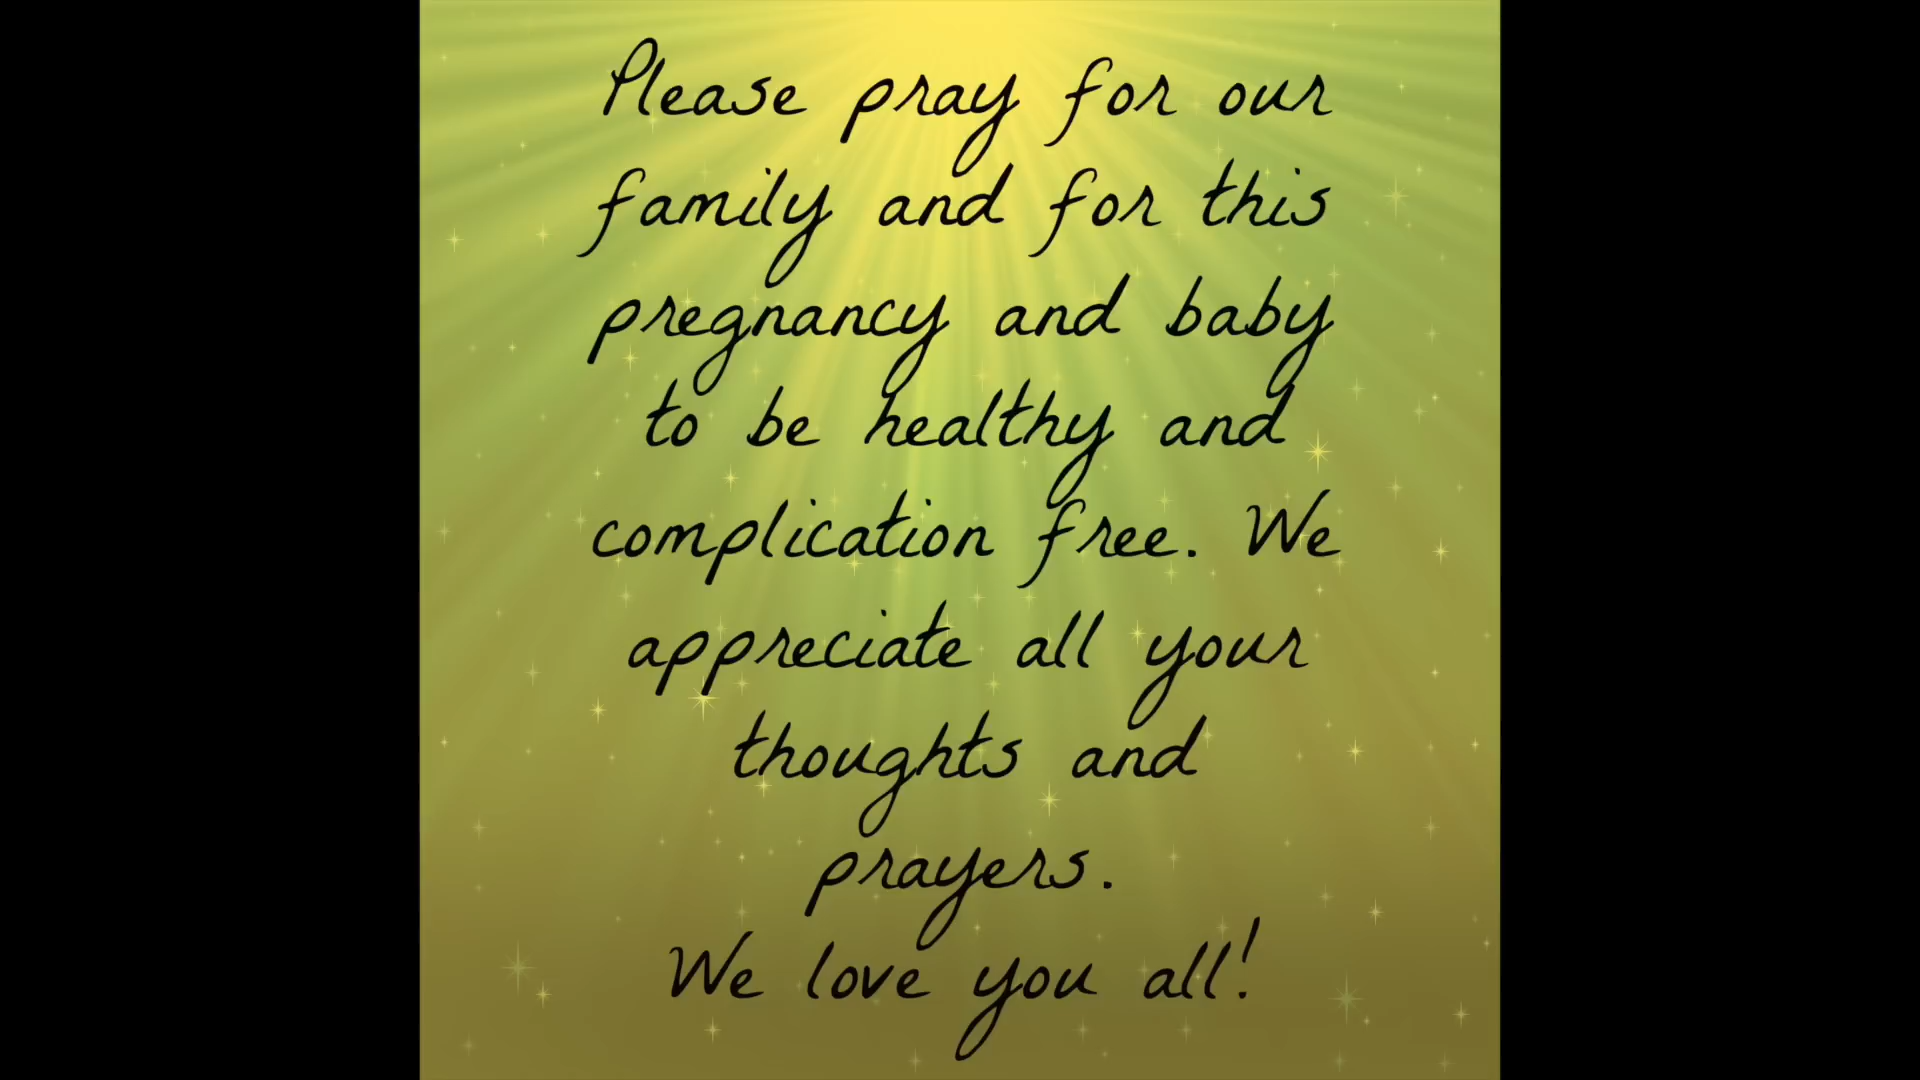 Please pray for our
family and for this
pregnancy and baby
to be healthy and
complication free. We
appreciate all your
thoughts and
prayers.
We love you all!